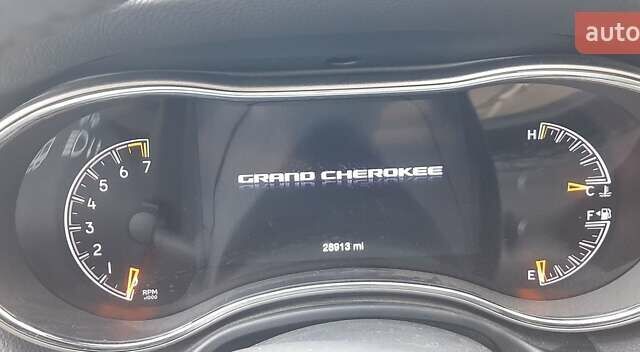 auto
H
GRAND CHEROKEE
C
F
28913 mi
E
7
6
5
4
3
2
1
RPM
x1000